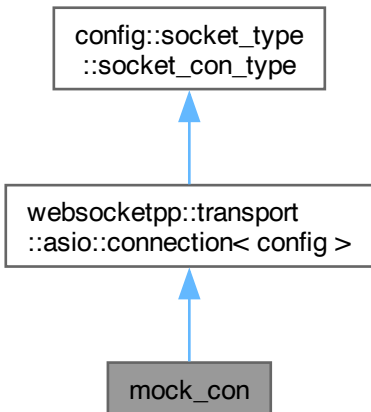 config::socket_type
::socket_con_type
websocketpp::transport
::asio::connection< config >
mock_con